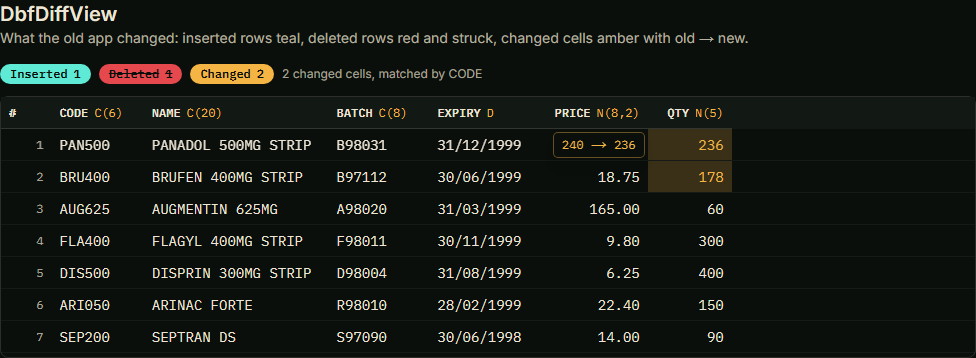 DbfDiffView
What the old app changed: inserted rows teal, deleted rows red and struck, changed cells amber with old → new.
Inserted 1 Deleted 1 Changed 2 2 changed cells, matched by CODE
# CODE C(6) NAME C(20) BATCH C(8) EXPIRY D PRICE N(8,2) QTY N(5)
1 PAN500 PANADOL 500MG STRIP B98031 31/12/1999 240 → 236 236
2 BRU400 BRUFEN 400MG STRIP B97112 30/06/1999 18.75 178
3 AUG625 AUGMENTIN 625MG A98020 31/03/1999 165.00 60
4 FLA400 FLAGYL 400MG STRIP F98011 30/11/1999 9.80 300
5 DIS500 DISPRIN 300MG STRIP D98004 31/08/1999 6.25 400
6 ARI050 ARINAC FORTE R98010 28/02/1999 22.40 150
7 SEP200 SEPTRAN DS S97090 30/06/1998 14.00 90